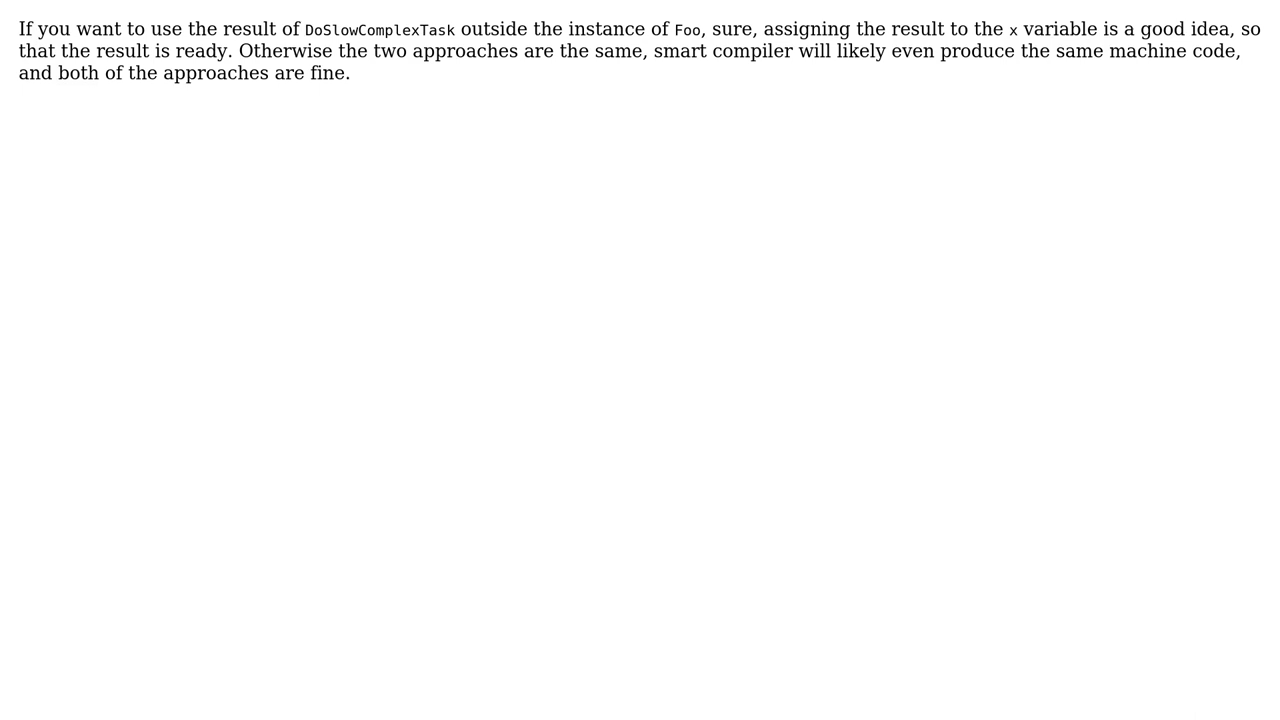 If you want to use the result of DoSlowComplexTask outside the instance of Foo, sure, assigning the result to the x variable is a good idea, so
that the result is ready. Otherwise the two approaches are the same, smart compiler will likely even produce the same machine code,
and both of the approaches are fine.